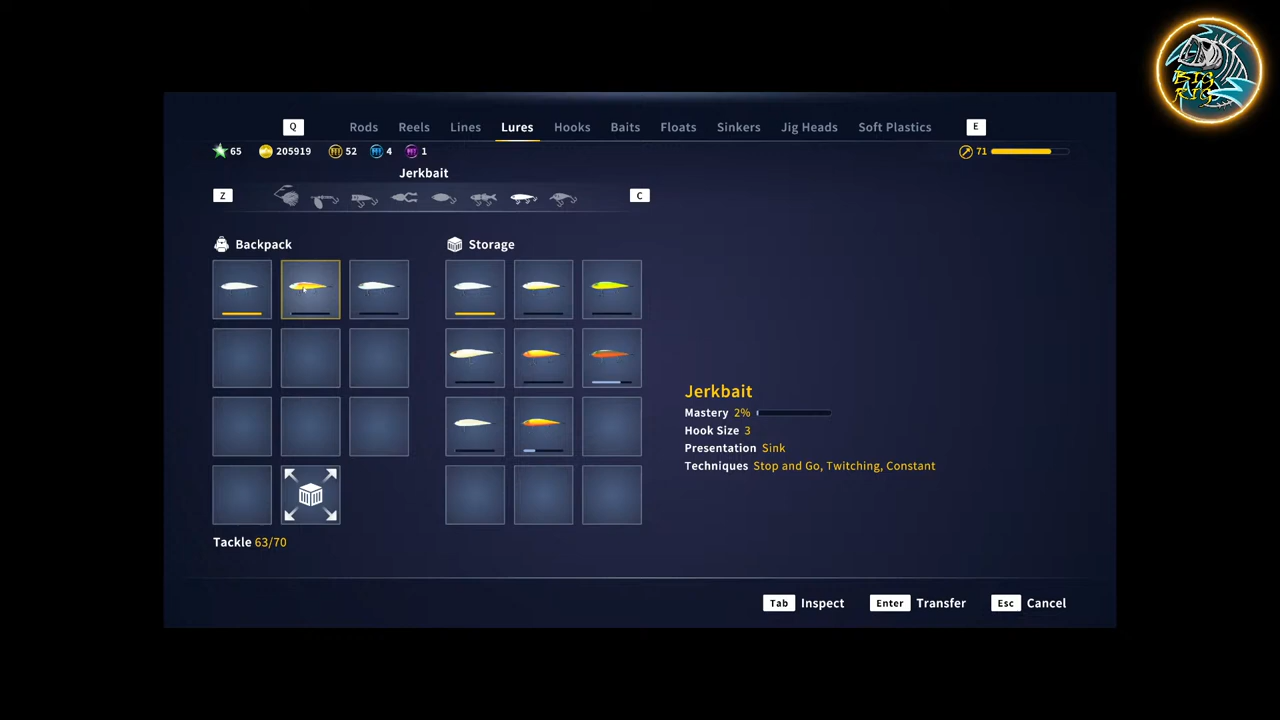 BIG
RIG
Q Rods Reels Lines Lures Hooks Baits Floats Sinkers Jig Heads Soft Plastics E
65 205919 52 4 1 71
Jerkbait
Z C
Backpack Storage
Jerkbait
Mastery 2%
Hook Size 3
Presentation Sink
Techniques Stop and Go, Twitching, Constant
Tackle 63/70
Tab Inspect Enter Transfer Esc Cancel